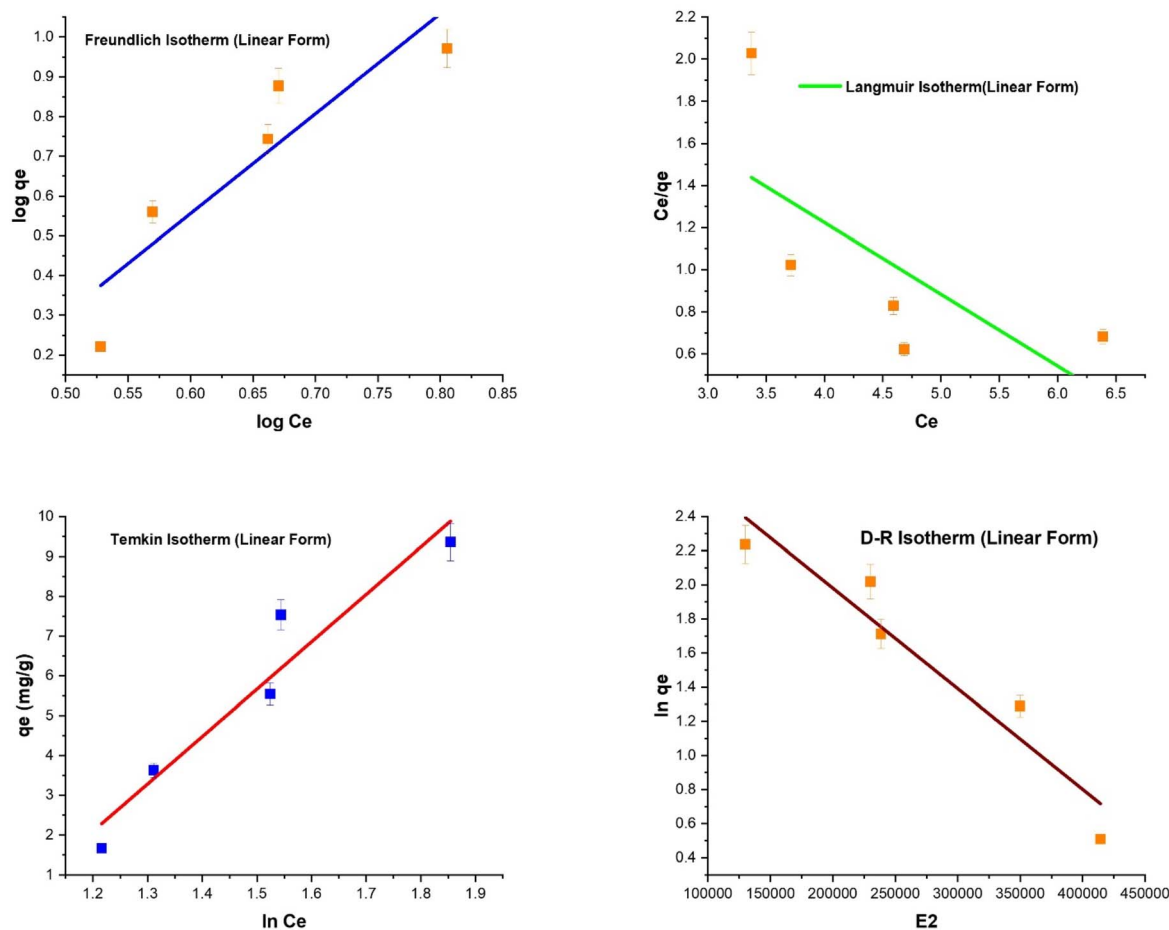 Freundlich Isotherm (Linear Form)
log qe
1.0
0.9
0.8
0.7
0.6
0.5
0.4
0.3
0.2
0.50 0.55 0.60 0.65 0.70 0.75 0.80 0.85
log Ce
Langmuir Isotherm(Linear Form)
Ce/qe
2.2
2.0
1.8
1.6
1.4
1.2
1.0
0.8
0.6
3.0 3.5 4.0 4.5 5.0 5.5 6.0 6.5
Ce
Temkin Isotherm (Linear Form)
qe (mg/g)
10
9
8
7
6
5
4
3
2
1
1.2 1.3 1.4 1.5 1.6 1.7 1.8 1.9
ln Ce
D-R Isotherm (Linear Form)
ln qe
2.4
2.2
2.0
1.8
1.6
1.4
1.2
1.0
0.8
0.6
0.4
100000 150000 200000 250000 300000 350000 400000 450000
E2